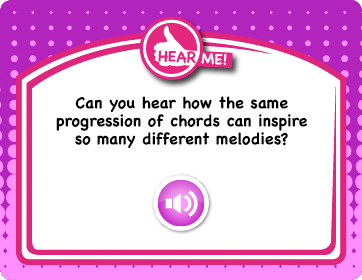 HEAR ME!
Can you hear how the same
progression of chords can inspire
so many different melodies?